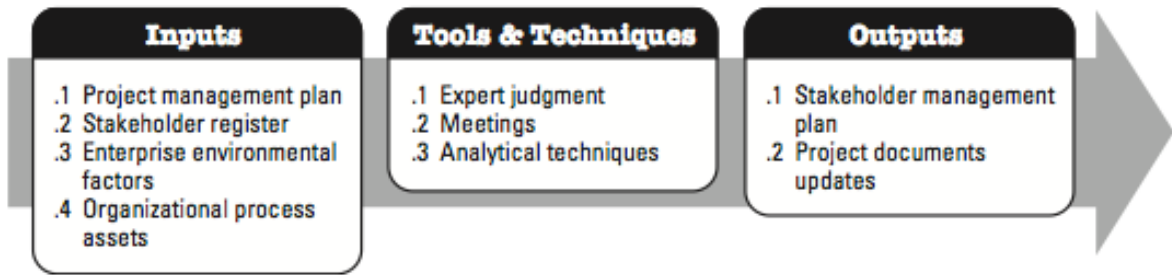 Inputs
.1 Project management plan
.2 Stakeholder register
.3 Enterprise environmental
factors
.4 Organizational process
assets
Tools & Techniques
.1 Expert judgment
.2 Meetings
.3 Analytical techniques
Outputs
.1 Stakeholder management
plan
.2 Project documents
updates